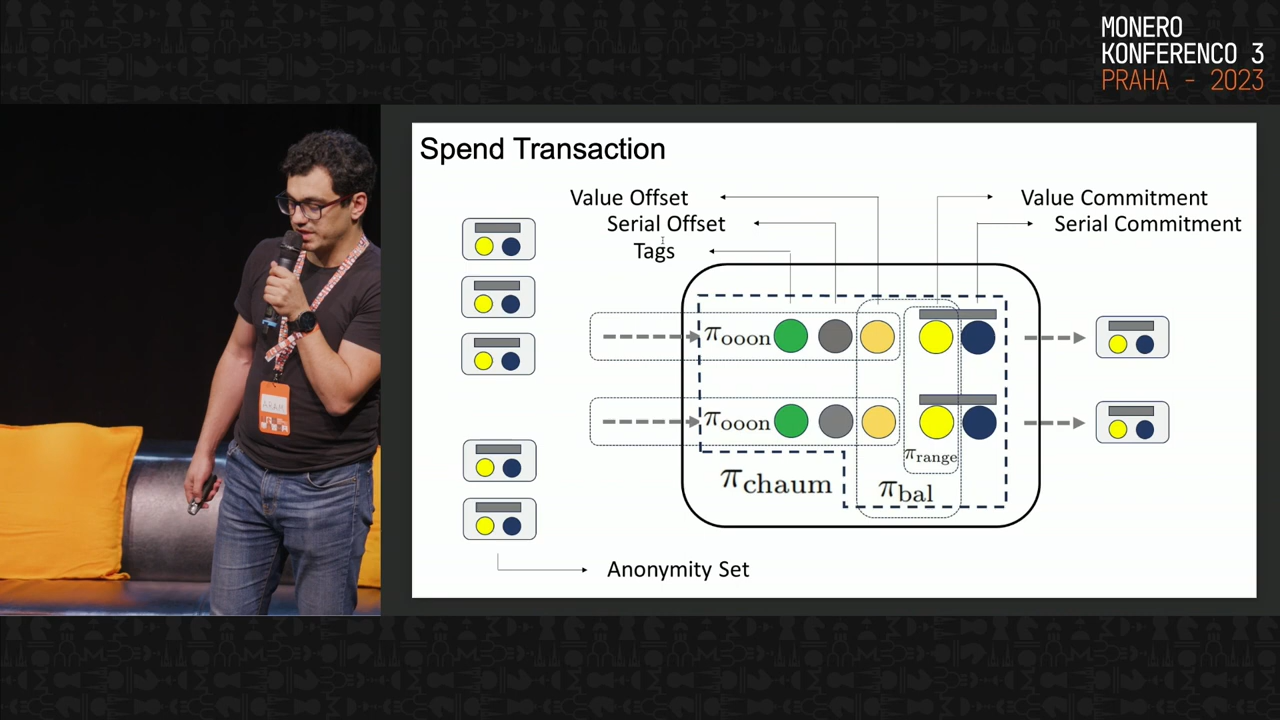 MONERO
KONFERENCO 3
PRAHA - 2023
Spend Transaction
Value Offset
Value Commitment
Serial Offset
Serial Commitment
Tags
πooon
πooon
πrange
πchaum
πbal
Anonymity Set